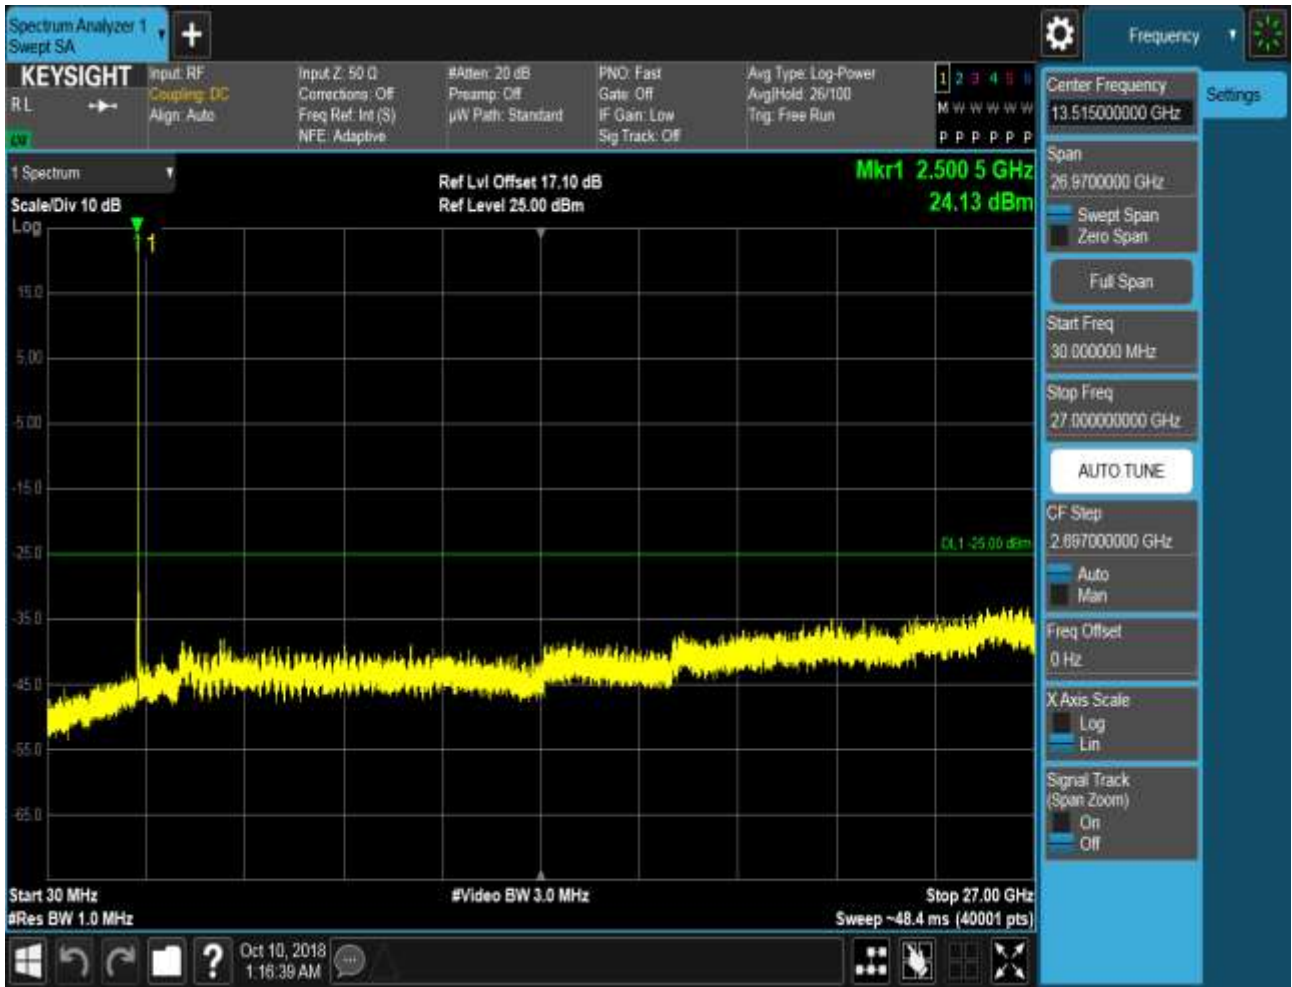 Spectrum Analyzer 1
Swept SA
+
Frequency
KEYSIGHT
RL
Input: RF
Coupling: DC
Align: Auto
Input Z: 50 Ω
Corrections: Off
Freq Ref: Int (S)
NFE: Adaptive
#Atten: 20 dB
Preamp: Off
µW Path: Standard
PNO: Fast
Gate: Off
IF Gain: Low
Sig Track: Off
Avg Type: Log-Power
Avg|Hold: 26/100
Trig: Free Run
1 2 3 4 5 6
M W W W W W
P P P P P P
1 Spectrum
Scale/Div 10 dB
Log
Ref Lvl Offset 17.10 dB
Ref Level 25.00 dBm
Mkr1 2.500 5 GHz
24.13 dBm
1
15.0
5.00
-5.00
-15.0
-25.0
-35.0
-45.0
-55.0
-65.0
DL1 -25.00 dBm
Start 30 MHz
#Res BW 1.0 MHz
#Video BW 3.0 MHz
Stop 27.00 GHz
Sweep ~48.4 ms (40001 pts)
Oct 10, 2018
1:16:39 AM
Center Frequency
13.515000000 GHz
Settings
Span
26.9700000 GHz
Swept Span
Zero Span
Full Span
Start Freq
30.000000 MHz
Stop Freq
27.000000000 GHz
AUTO TUNE
CF Step
2.697000000 GHz
Auto
Man
Freq Offset
0 Hz
X Axis Scale
Log
Lin
Signal Track
(Span Zoom)
On
Off